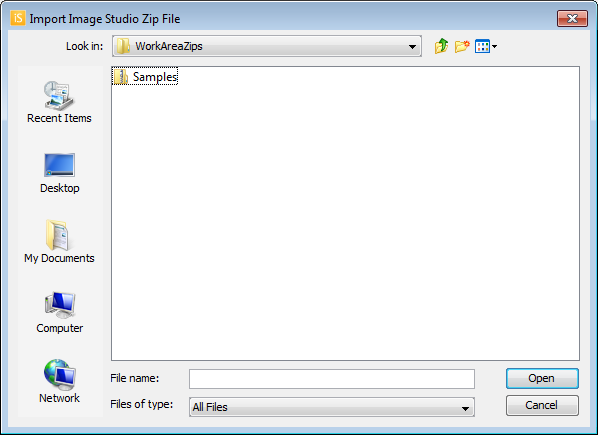 iS Import Image Studio Zip File
Look in: WorkAreaZips
Samples
Recent Items
Desktop
My Documents
Computer
Network
File name:
Open
Files of type: All Files
Cancel